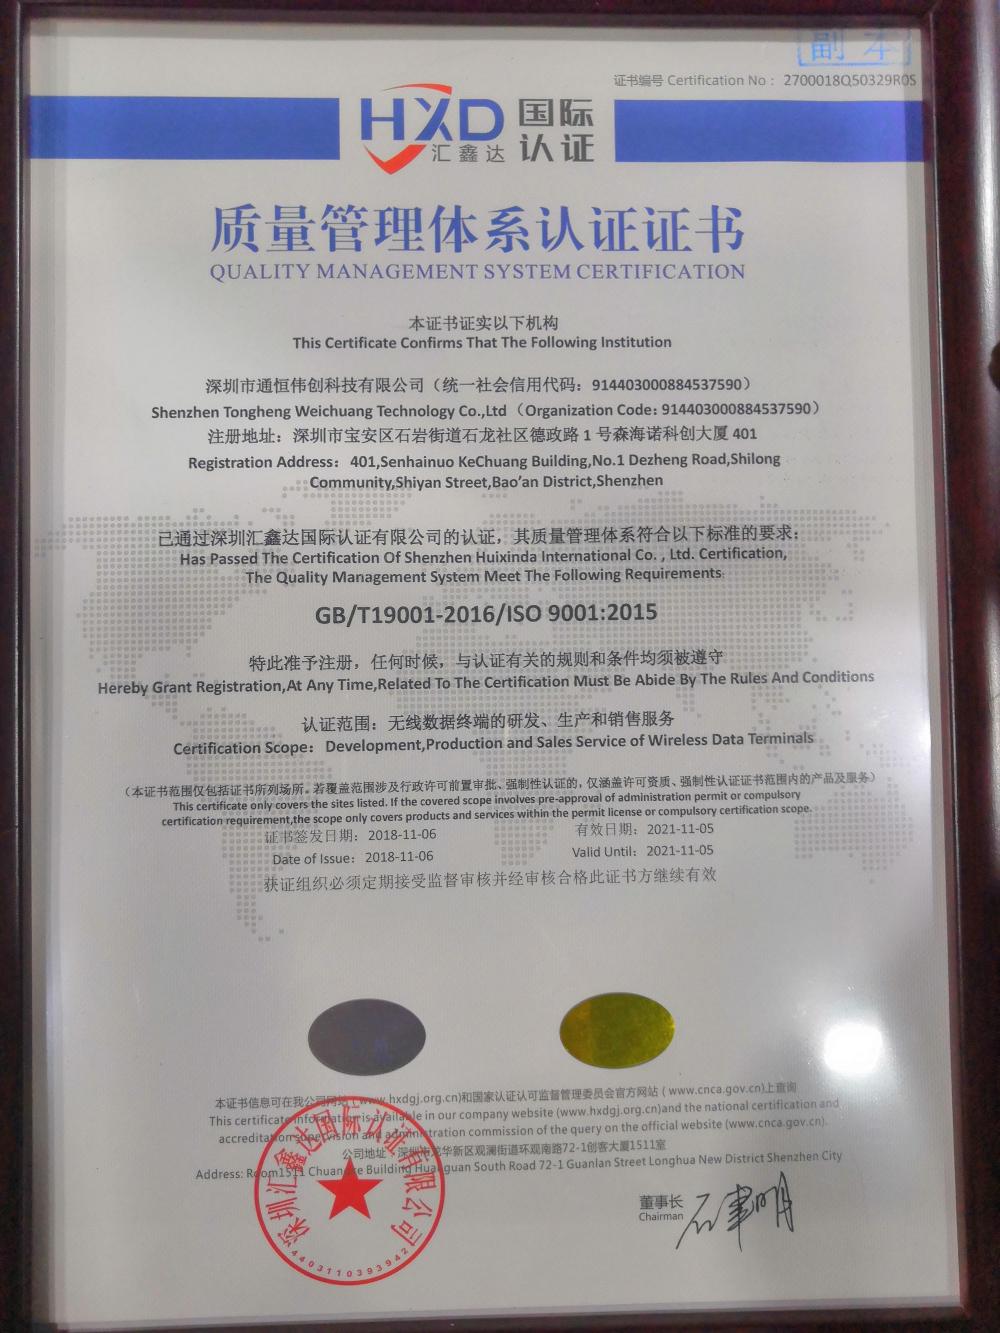 副本
证书编号 Certification No： 2700018Q50329R0S
HXD 国际
汇鑫达 认证
质量管理体系认证证书
QUALITY MANAGEMENT SYSTEM CERTIFICATION
本证书证实以下机构
This Certificate Confirms That The Following Institution
深圳市通恒伟创科技有限公司（统一社会信用代码：914403000884537590）
Shenzhen Tongheng Weichuang Technology Co.,Ltd（Organization Code: 914403000884537590）
注册地址：深圳市宝安区石岩街道石龙社区德政路 1 号森海诺科创大厦 401
Registration Address： 401,Senhainuo KeChuang Building,No.1 Dezheng Road,Shilong
Community,Shiyan Street,Bao'an District,Shenzhen
已通过深圳汇鑫达国际认证有限公司的认证，其质量管理体系符合以下标准的要求：
Has Passed The Certification Of Shenzhen Huixinda International Co. , Ltd. Certification,
The Quality Management System Meet The Following Requirements:
GB/T19001-2016/ISO 9001:2015
特此准予注册，任何时候，与认证有关的规则和条件均须被遵守
Hereby Grant Registration,At Any Time,Related To The Certification Must Be Abide By The Rules And Conditions
认证范围：无线数据终端的研发、生产和销售服务
Certification Scope： Development,Production and Sales Service of Wireless Data Terminals
（本证书范围仅包括证书所列场所。若覆盖范围涉及行政许可前置审批、强制性认证的，仅涵盖许可资质、强制性认证证书范围内的产品及服务）
This certificate only covers the sites listed. If the covered scope involves pre-approval of administration permit or compulsory
certification requirement,the scope only covers products and services within the permit license or compulsory certification scope.
证书签发日期：2018-11-06 有效日期：2021-11-05
Date of Issue：2018-11-06 Valid Until：2021-11-05
获证组织必须定期接受监督审核并经审核合格此证书方继续有效
本证书信息可在我公司网站（www.hxdgj.org.cn)和国家认证认可监督管理委员会官方网站（www.cnca.gov.cn)上查询
This certificate information is available in our company website (www.hxdgj.org.cn)and the national certification and
accreditation supervision and administration commission of the query on the official website (www.cnca.gov.cn).
公司地址：深圳市龙华新区观澜街道环观南路72-1创客大厦1511室
Address: Room1511 Chuangke Building Huanguan South Road 72-1 Guanlan Street Longhua New District Shenzhen City
深圳汇鑫达国际认证有限公司
4403110393942
董事长
Chairman
石聿明